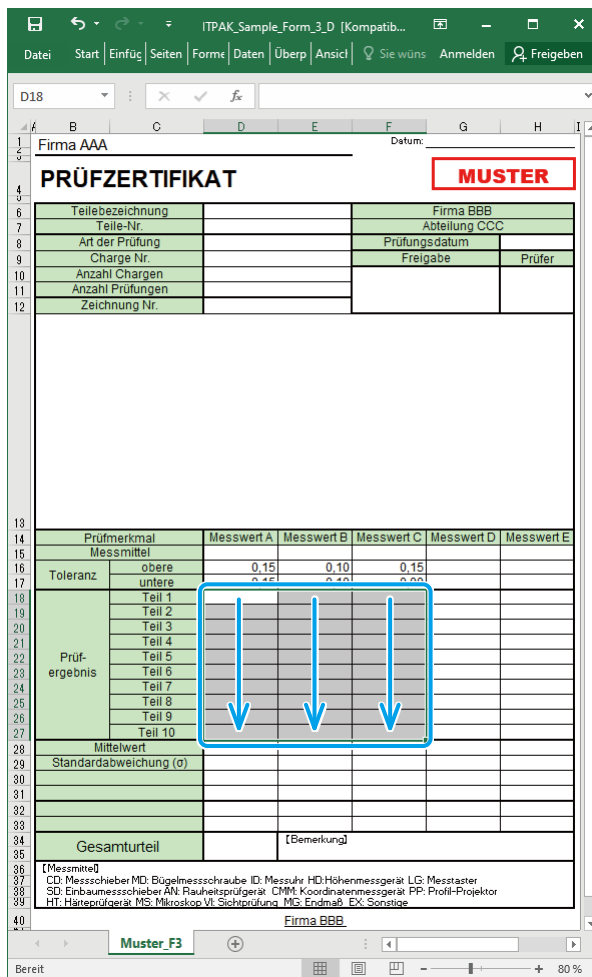 ITPAK_Sample_Form_3_D [Kompatib...
Datei Start Einfüg Seiten Forme Daten Überp Ansicl Sie wüns Anmelden Freigeben
D18 fx
A B C D E F G H I
1 Firma AAA Datum:
2
3
4 PRÜFZERTIFIKAT MUSTER
5
6 Teilebezeichnung Firma BBB
7 Teile-Nr. Abteilung CCC
8 Art der Prüfung Prüfungsdatum
9 Charge Nr. Freigabe Prüfer
10 Anzahl Chargen
11 Anzahl Prüfungen
12 Zeichnung Nr.
13
14 Prüfmerkmal Messwert A Messwert B Messwert C Messwert D Messwert E
15 Messmittel
16 Toleranz obere 0,15 0,10 0,15
17 untere
18 Teil 1
19 Teil 2
20 Teil 3
21 Teil 4
22 Prüf- Teil 5
23 ergebnis Teil 6
24 Teil 7
25 Teil 8
26 Teil 9
27 Teil 10
28 Mittelwert
29 Standardabweichung (σ)
30
31
32
33
34 Gesamturteil [Bemerkung]
35
36 [Messmittel]
37 CD: Messschieber MD: Bügelmessschraube ID: Messuhr HD:Höhenmessgerät LG: Messtaster
38 SD: Einbaumessschieber AN: Rauheitsprüfgerät CMM: Koordinatenmessgerät PP: Profil-Projektor
39 HT: Härteprüfgerät MS: Mikroskop VI: Sichtprüfung MG: Endmaß EX: Sonstige
40 Firma BBB
Muster_F3
Bereit 80 %